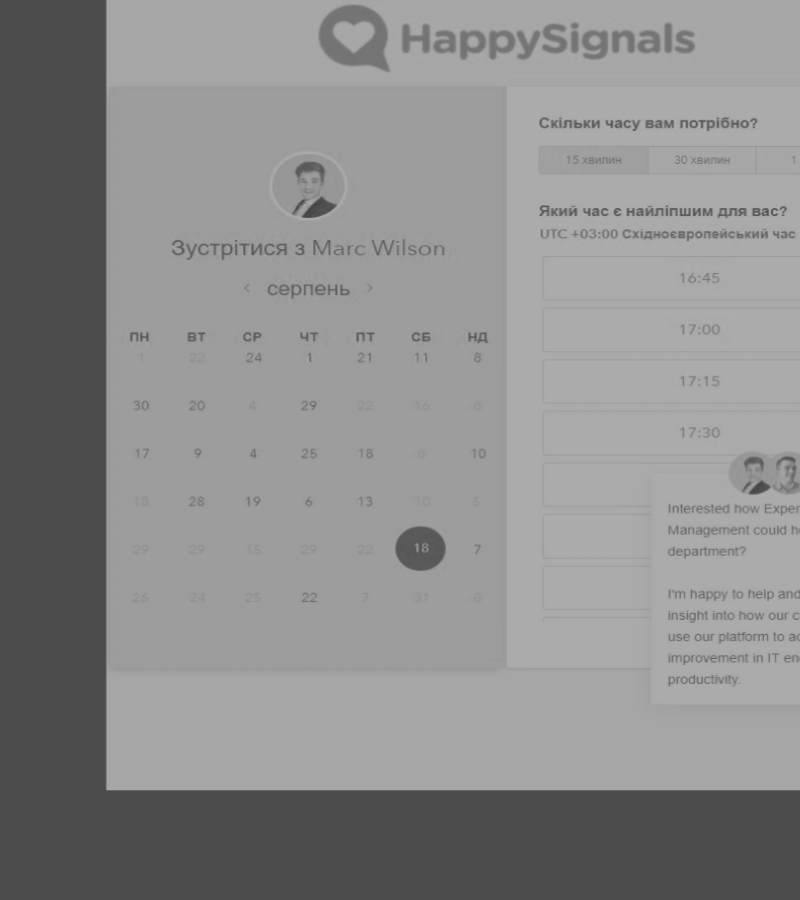 HappySignals
Зустрітися з Marc Wilson
‹ серпень ›
ПН ВТ СР ЧТ ПТ СБ НД
1 22 24 1 21 11 8
30 20 4 29 22 16 6
17 9 4 25 18 8 10
18 28 19 6 13 10 5
29 29 15 29 22 18 7
26 24 25 22 7 31 8
Скільки часу вам потрібно?
15 хвилин 30 хвилин 1
Який час є найліпшим для вас?
UTC +03:00 Східноєвропейський час
16:45
17:00
17:15
17:30
Interested how Exper
Management could he
department?
I'm happy to help and
insight into how our c
use our platform to ac
improvement in IT en
productivity.